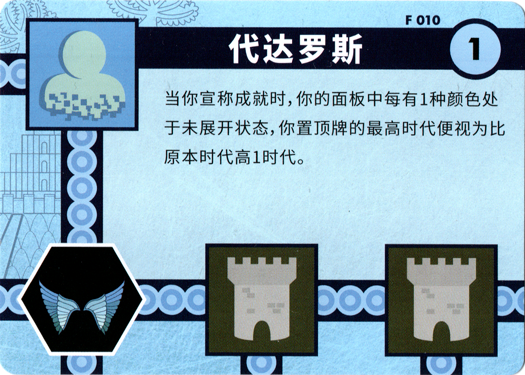 F 010
代达罗斯
1
当你宣称成就时,你的面板中每有1种颜色处
于未展开状态,你置顶牌的最高时代便视为比
原本时代高1时代。